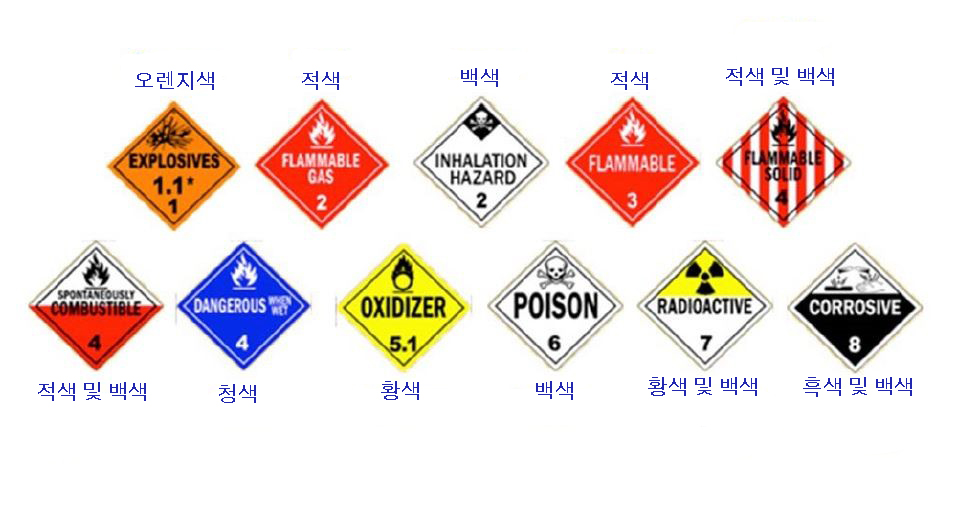 오렌지색
적색
백색
적색
적색 및 백색
EXPLOSIVES
1.1*
1
FLAMMABLE
GAS
2
INHALATION
HAZARD
2
FLAMMABLE
3
FLAMMABLE
SOLID
4
SPONTANEOUSLY
COMBUSTIBLE
4
DANGEROUS WHEN WET
4
OXIDIZER
5.1
POISON
6
RADIOACTIVE
7
CORROSIVE
8
적색 및 백색
청색
황색
백색
황색 및 백색
흑색 및 백색